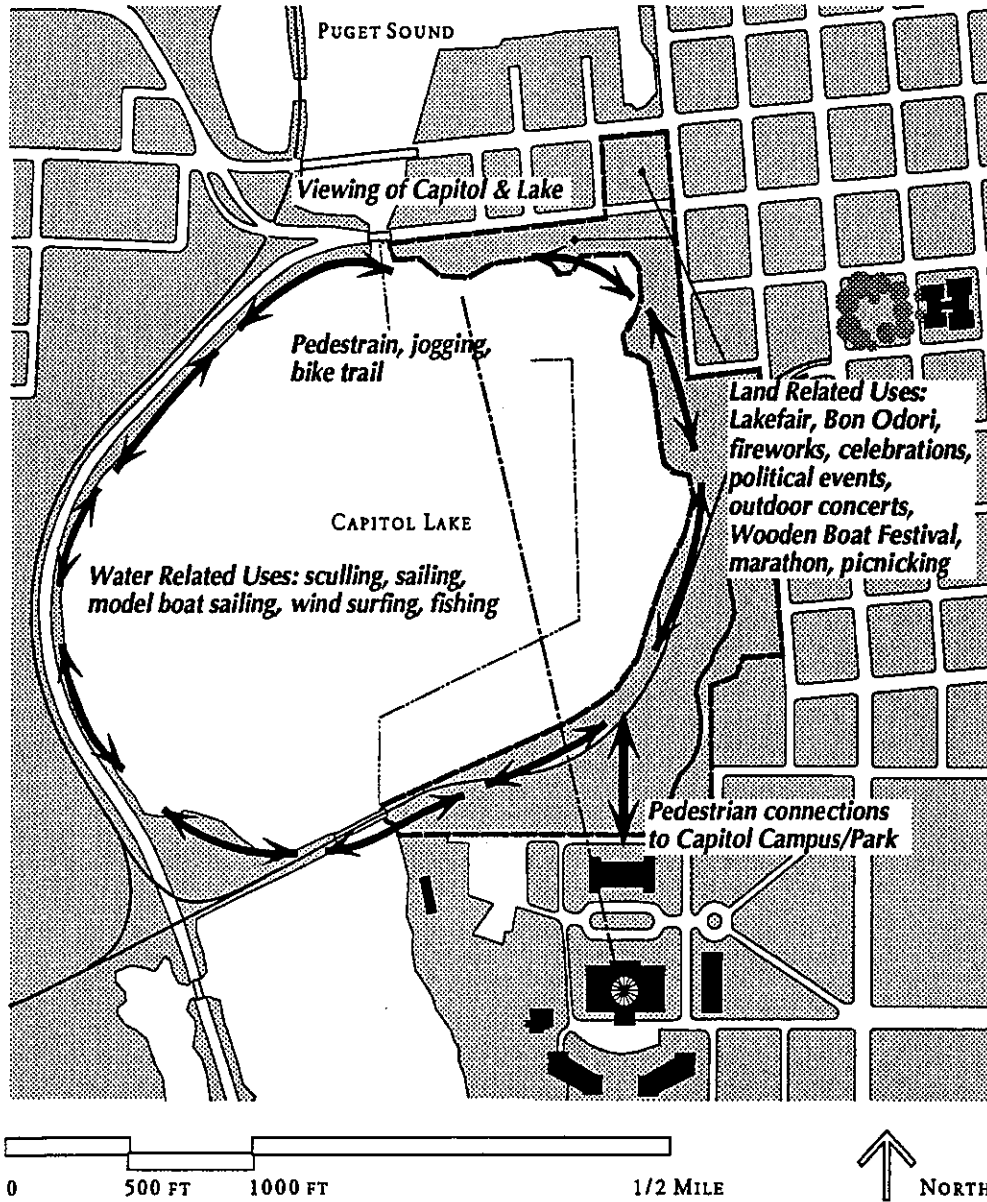 PUGET SOUND
Viewing of Capitol & Lake
Pedestrain, jogging,
bike trail
Land Related Uses:
Lakefair, Bon Odori,
fireworks, celebrations,
political events,
outdoor concerts,
Wooden Boat Festival,
marathon, picnicking
CAPITOL LAKE
Water Related Uses: sculling, sailing,
model boat sailing, wind surfing, fishing
Pedestrian connections
to Capitol Campus/Park
0 500 FT 1000 FT 1/2 MILE NORTH